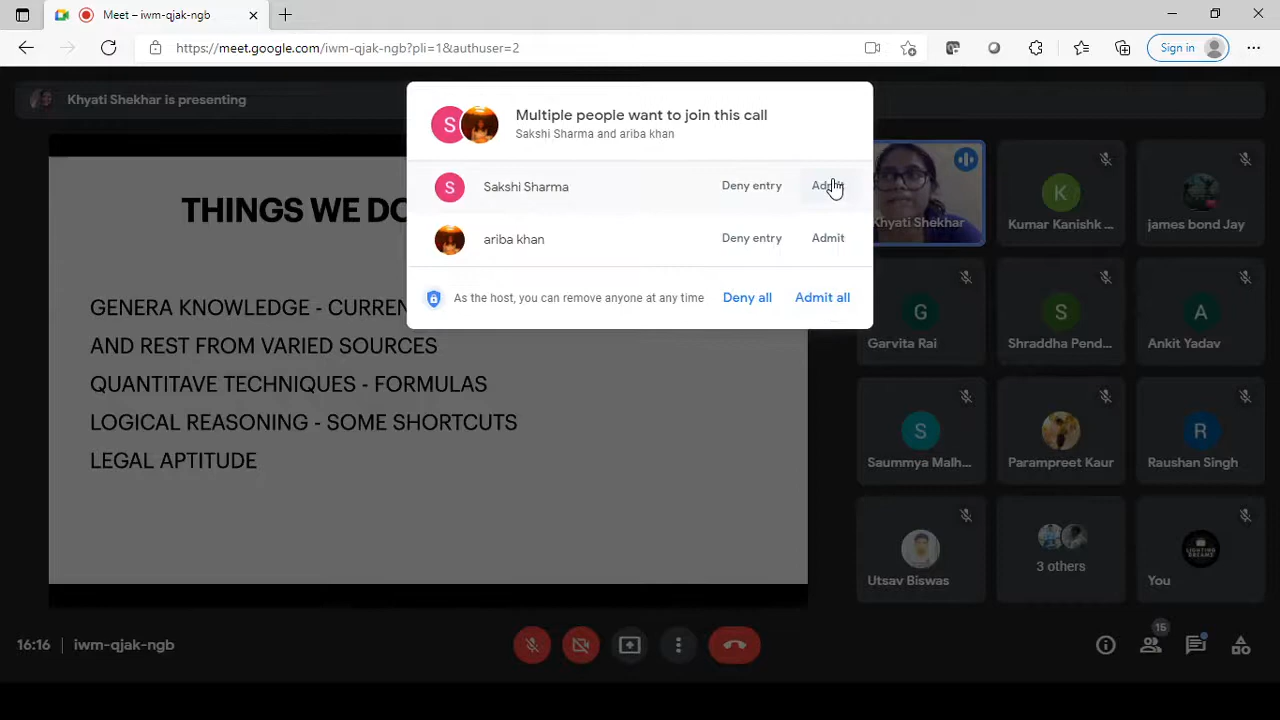 Meet – iwm-qjak-ngb
https://meet.google.com/iwm-qjak-ngb?pli=1&authuser=2
Sign in
Khyati Shekhar is presenting
Multiple people want to join this call
Sakshi Sharma and ariba khan
S
S
Sakshi Sharma
Deny entry
Admit
ariba khan
Deny entry
Admit
As the host, you can remove anyone at any time
Deny all
Admit all
THINGS WE DO
GENERA KNOWLEDGE - CURREN
AND REST FROM VARIED SOURCES
QUANTITAVE TECHNIQUES - FORMULAS
LOGICAL REASONING - SOME SHORTCUTS
LEGAL APTITUDE
Khyati Shekhar
K
Kumar Kanishk ...
james bond Jay
G
Garvita Rai
S
Shraddha Pend...
A
Ankit Yadav
S
Saummya Malh...
Parampreet Kaur
R
Raushan Singh
Utsav Biswas
3 others
LIGHTING
DREAMS
You
16:16
iwm-qjak-ngb
15